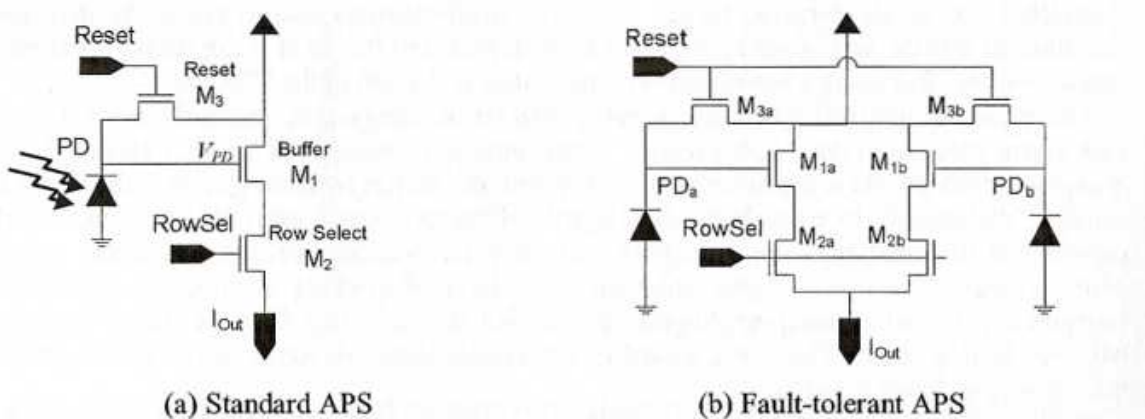 Reset
Reset
M3
PD
VPD
Buffer
M1
RowSel
Row Select
M2
IOut
(a) Standard APS
Reset
M3a
M3b
M1a
M1b
PDa
PDb
RowSel
M2a
M2b
IOut
(b) Fault-tolerant APS